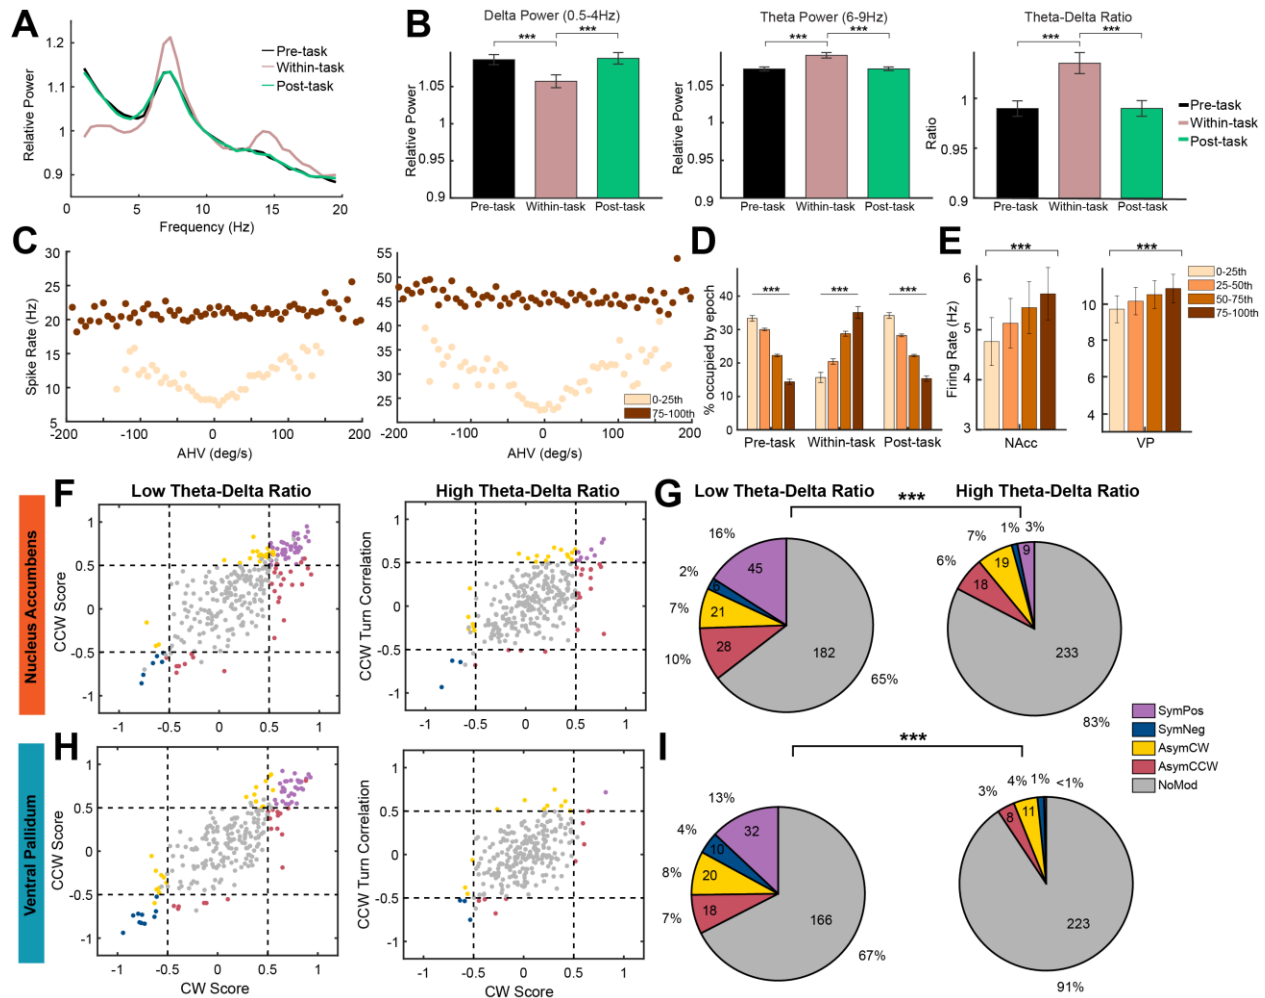 A
Relative Power
1.2
1.1
1
0.9
0
5
10
15
20
Frequency (Hz)
Pre-task
Within-task
Post-task
B
Delta Power (0.5-4Hz)
***
***
Relative Power
1.05
0.95
0.9
Pre-task
Within-task
Post-task
Theta Power (6-9Hz)
***
***
Relative Power
1.05
1
0.95
0.9
Pre-task
Within-task
Post-task
Theta-Delta Ratio
***
***
Ratio
1
0.95
0.9
Pre-task
Within-task
Post-task
Pre-task
Within-task
Post-task
C
Spike Rate (Hz)
30
25
20
15
10
5
-200
-100
0
100
200
AHV (deg/s)
55
50
45
40
35
30
25
20
-200
-100
0
100
200
AHV (deg/s)
0-25th
75-100th
D
% occupied by epoch
40
30
20
10
0
***
***
***
Pre-task
Within-task
Post-task
E
Firing Rate (Hz)
6
5
4
3
***
NAcc
10
8
6
4
***
VP
0-25th
25-50th
50-75th
75-100th
Nucleus Accumbens
F
Low Theta-Delta Ratio
CCW Score
1
0.5
0
-0.5
-1
-1
-0.5
0
0.5
1
High Theta-Delta Ratio
CCW Turn Correlation
1
0.5
0
-0.5
-1
-1
-0.5
0
0.5
1
G
Low Theta-Delta Ratio
***
High Theta-Delta Ratio
16%
2%
7%
10%
65%
45
6
21
28
182
1%
3%
7%
6%
83%
9
19
18
233
SymPos
SymNeg
AsymCW
AsymCCW
NoMod
Ventral Pallidum
H
CCW Score
1
0.5
0
-0.5
-1
-1
-0.5
0
0.5
1
CW Score
CCW Turn Correlation
1
0.5
0
-0.5
-1
-1
-0.5
0
0.5
1
CW Score
I
***
13%
4%
8%
7%
67%
32
10
20
18
166
3%
4%
1%
<1%
91%
8
11
223